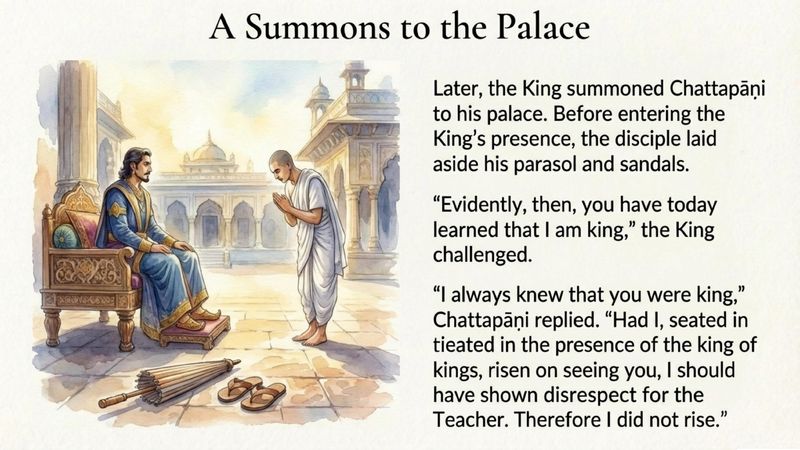 A Summons to the Palace
Later, the King summoned Chattapāṇi
to his palace. Before entering the
King’s presence, the disciple laid
aside his parasol and sandals.
“Evidently, then, you have today
learned that I am king,” the King
challenged.
“I always knew that you were king,”
Chattapāṇi replied. “Had I, seated in
tieated in the presence of the king of
kings, risen on seeing you, I should
have shown disrespect for the
Teacher. Therefore I did not rise.”